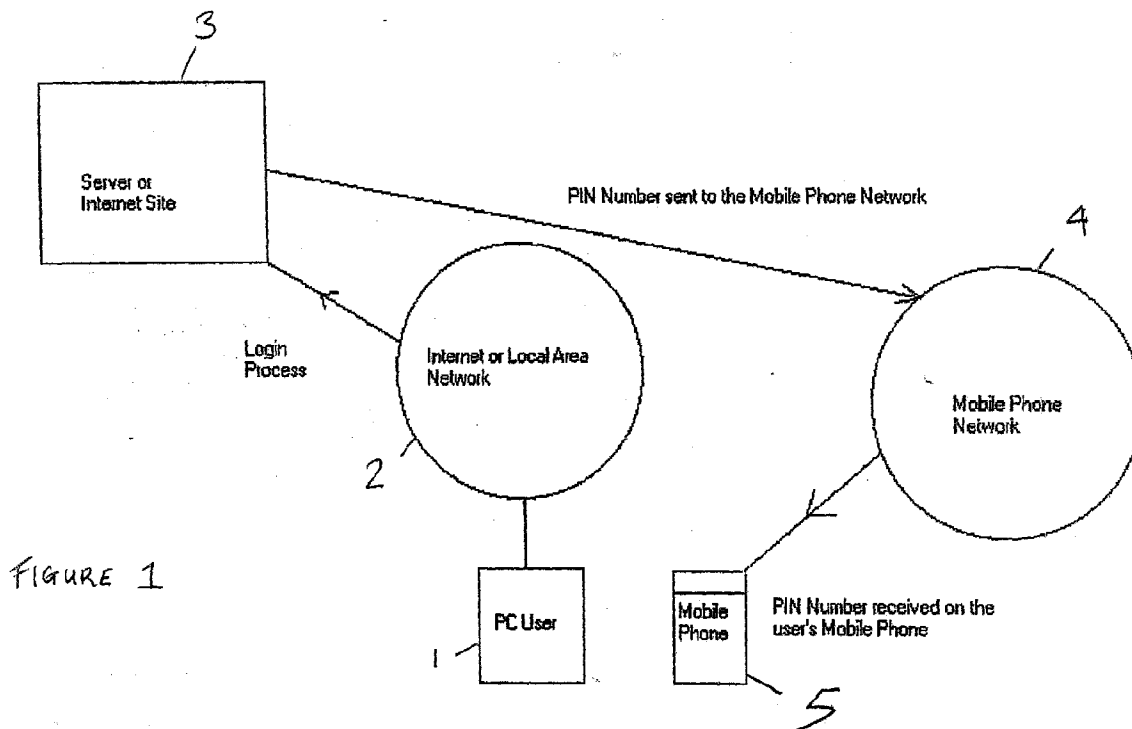 3
Server or
Internet Site
PIN Number sent to the Mobile Phone Network
4
Login
Process
Internet or Local Area
Network
Mobile Phone
Network
2
FIGURE 1
PC User
1
Mobile
Phone
PIN Number received on the
user's Mobile Phone
5